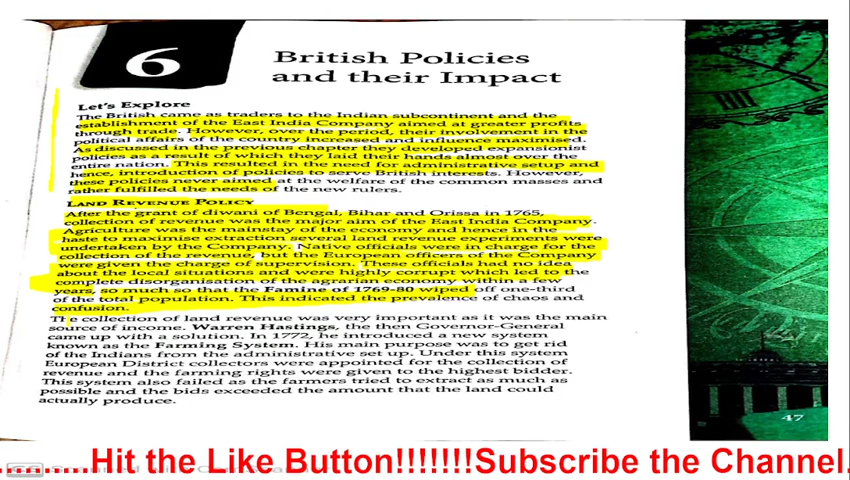 6
British Policies
and their Impact
Let's Explore
The British came as traders to the Indian subcontinent and the
establishment of the East India Company aimed at greater profits
through trade. However, over the period, their involvement in the
political affairs of the country increased and influence maximised.
As discussed in the previous chapter they developed expansionist
policies as a result of which they laid their hands almost over the
entire nation. This resulted in the need for administrative setup and
hence, introduction of policies to serve British interests. However,
these policies never aimed at the welfare of the common masses and
rather fulfilled the needs of the new rulers.
LAND REVENUE POLICY
After the grant of diwani of Bengal, Bihar and Orissa in 1765,
collection of revenue was the major aim of the East India Company.
Agriculture was the mainstay of the economy and hence in the
haste to maximise extraction several land revenue experiments were
undertaken by the Company. Native officials were in charge for the
collection of the revenue, but the European officers of the Company
were given the charge of supervision. These officials had no idea
about the local situations and were highly corrupt which led to the
complete disorganisation of the agrarian economy within a few
years, so much so that the Famine of 1769-80 wiped off one-third
of the total population. This indicated the prevalence of chaos and
confusion.
The collection of land revenue was very important as it was the main
source of income. Warren Hastings, the then Governor-General
came up with a solution. In 1772, he introduced a new system
known as the Farming System. His main purpose was to get rid
of the Indians from the administrative set up. Under this system
European District collectors were appointed for the collection of
revenue and the farming rights were given to the highest bidder.
This system also failed as the farmers tried to extract as much as
possible and the bids exceeded the amount that the land could
actually produce.
47
..........Hit the Like Button!!!!!!!Subscribe the Channel.